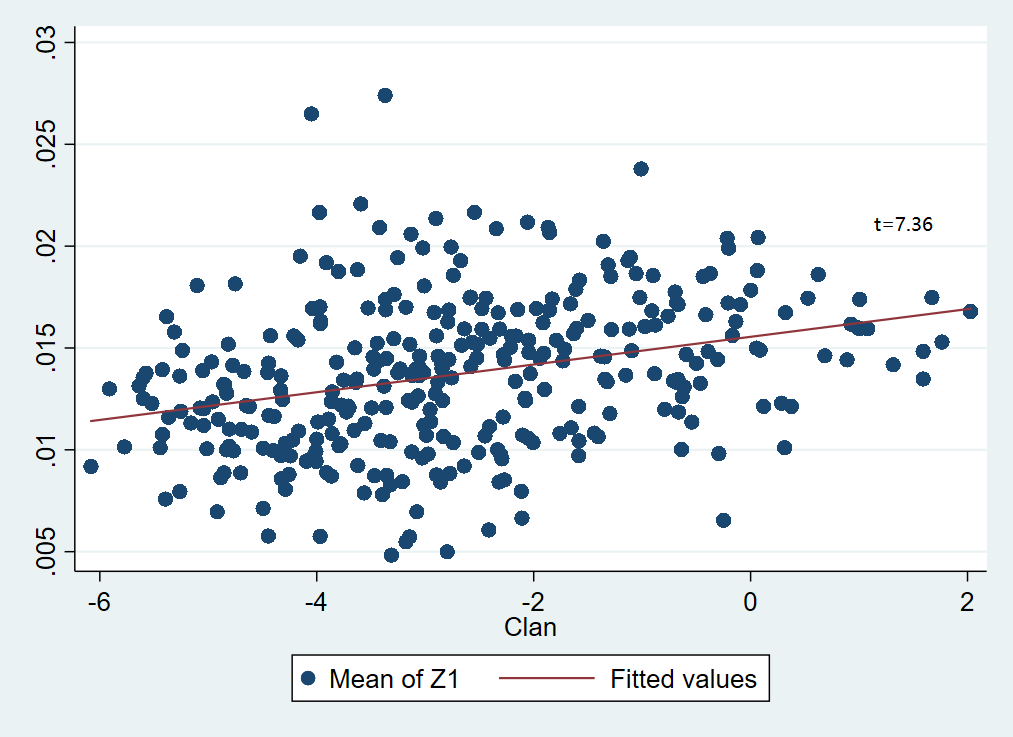 .03
.025
.02
t=7.36
.015
.01
.005
-6 -4 -2 0 2
Clan
Mean of Z1 Fitted values